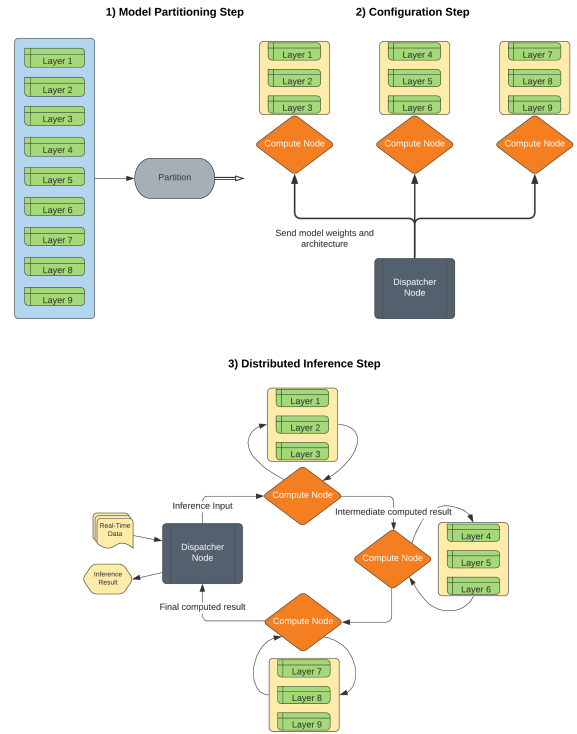 1) Model Partitioning Step
2) Configuration Step
Layer 1
Layer 2
Layer 3
Layer 4
Layer 5
Layer 6
Layer 7
Layer 8
Layer 9
Partition
Layer 1
Layer 2
Layer 3
Compute Node
Layer 4
Layer 5
Layer 6
Compute Node
Layer 7
Layer 8
Layer 9
Compute Node
Send model weights and
architecture
Dispatcher
Node
3) Distributed Inference Step
Layer 1
Layer 2
Layer 3
Compute Node
Inference Input
Intermediate computed result
Real-Time
Data
Dispatcher
Node
Inference
Result
Compute Node
Layer 4
Layer 5
Layer 6
Final computed result
Compute Node
Layer 7
Layer 8
Layer 9